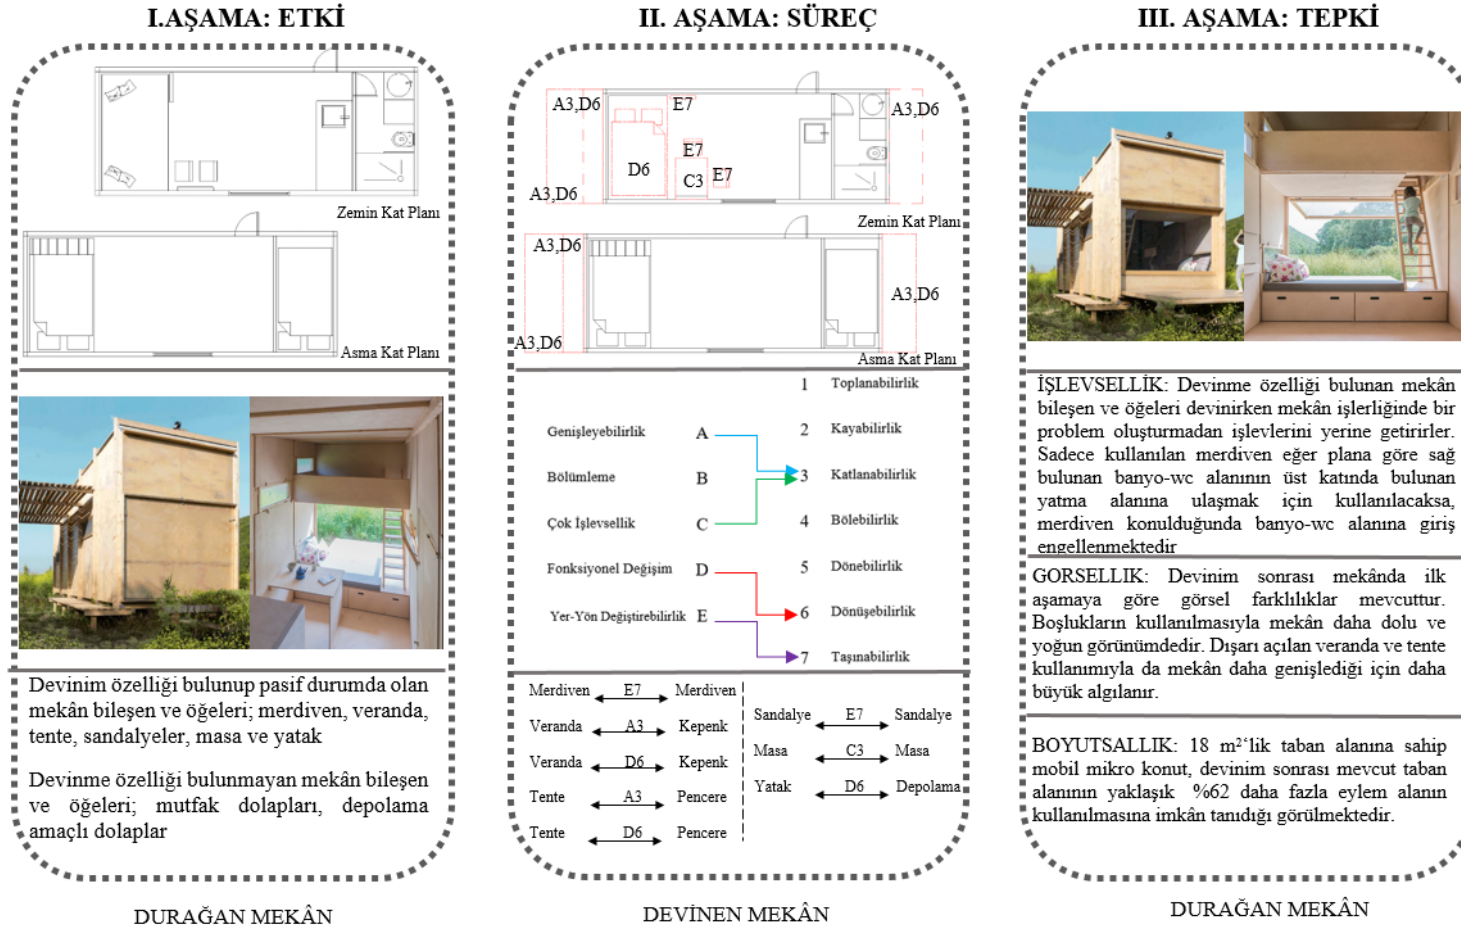 I.AŞAMA: ETKİ
Zemin Kat Planı
Asma Kat Planı
Devinim özelliği bulunup pasif durumda olan
mekân bileşen ve öğeleri; merdiven, veranda,
tente, sandalyeler, masa ve yatak
Devinme özelliği bulunmayan mekân bileşen
ve öğeleri; mutfak dolapları, depolama
amaçlı dolaplar
DURAĞAN MEKÂN
II. AŞAMA: SÜREÇ
A3,D6
E7
A3,D6
E7
D6
C3
E7
A3,D6
Zemin Kat Planı
A3,D6
A3,D6
A3,D6
Asma Kat Planı
1 Toplanabilirlik
Genişleyebilirlik A
2 Kayabilirlik
Bölümleme B
3 Katlanabilirlik
Çok İşlevsellik C
4 Bölebilirlik
Fonksiyonel Değişim D
5 Dönebilirlik
Yer-Yön Değiştirebilirlik E
6 Dönüşebilirlik
7 Taşınabilirlik
Merdiven E7 Merdiven
Veranda A3 Kepenk
Veranda D6 Kepenk
Tente A3 Pencere
Tente D6 Pencere
Sandalye E7 Sandalye
Masa C3 Masa
Yatak D6 Depolama
DEVİNEN MEKÂN
III. AŞAMA: TEPKİ
İŞLEVSELLİK: Devinme özelliği bulunan mekân
bileşen ve öğeleri devinirken mekân işlerliğinde bir
problem oluşturmadan işlevlerini yerine getirirler.
Sadece kullanılan merdiven eğer plana göre sağ
bulunan banyo-wc alanının üst katında bulunan
yatma alanına ulaşmak için kullanılacaksa,
merdiven konulduğunda banyo-wc alanına giriş
engellenmektedir
GÖRSELLİK: Devinim sonrası mekânda ilk
aşamaya göre görsel farklılıklar mevcuttur.
Boşlukların kullanılmasıyla mekân daha dolu ve
yoğun görünümdedir. Dışarı açılan veranda ve tente
kullanımıyla da mekân daha genişlediği için daha
büyük algılanır.
BOYUTSALLIK: 18 m²‘lik taban alanına sahip
mobil mikro konut, devinim sonrası mevcut taban
alanının yaklaşık %62 daha fazla eylem alanın
kullanılmasına imkân tanıdığı görülmektedir.
DURAĞAN MEKÂN